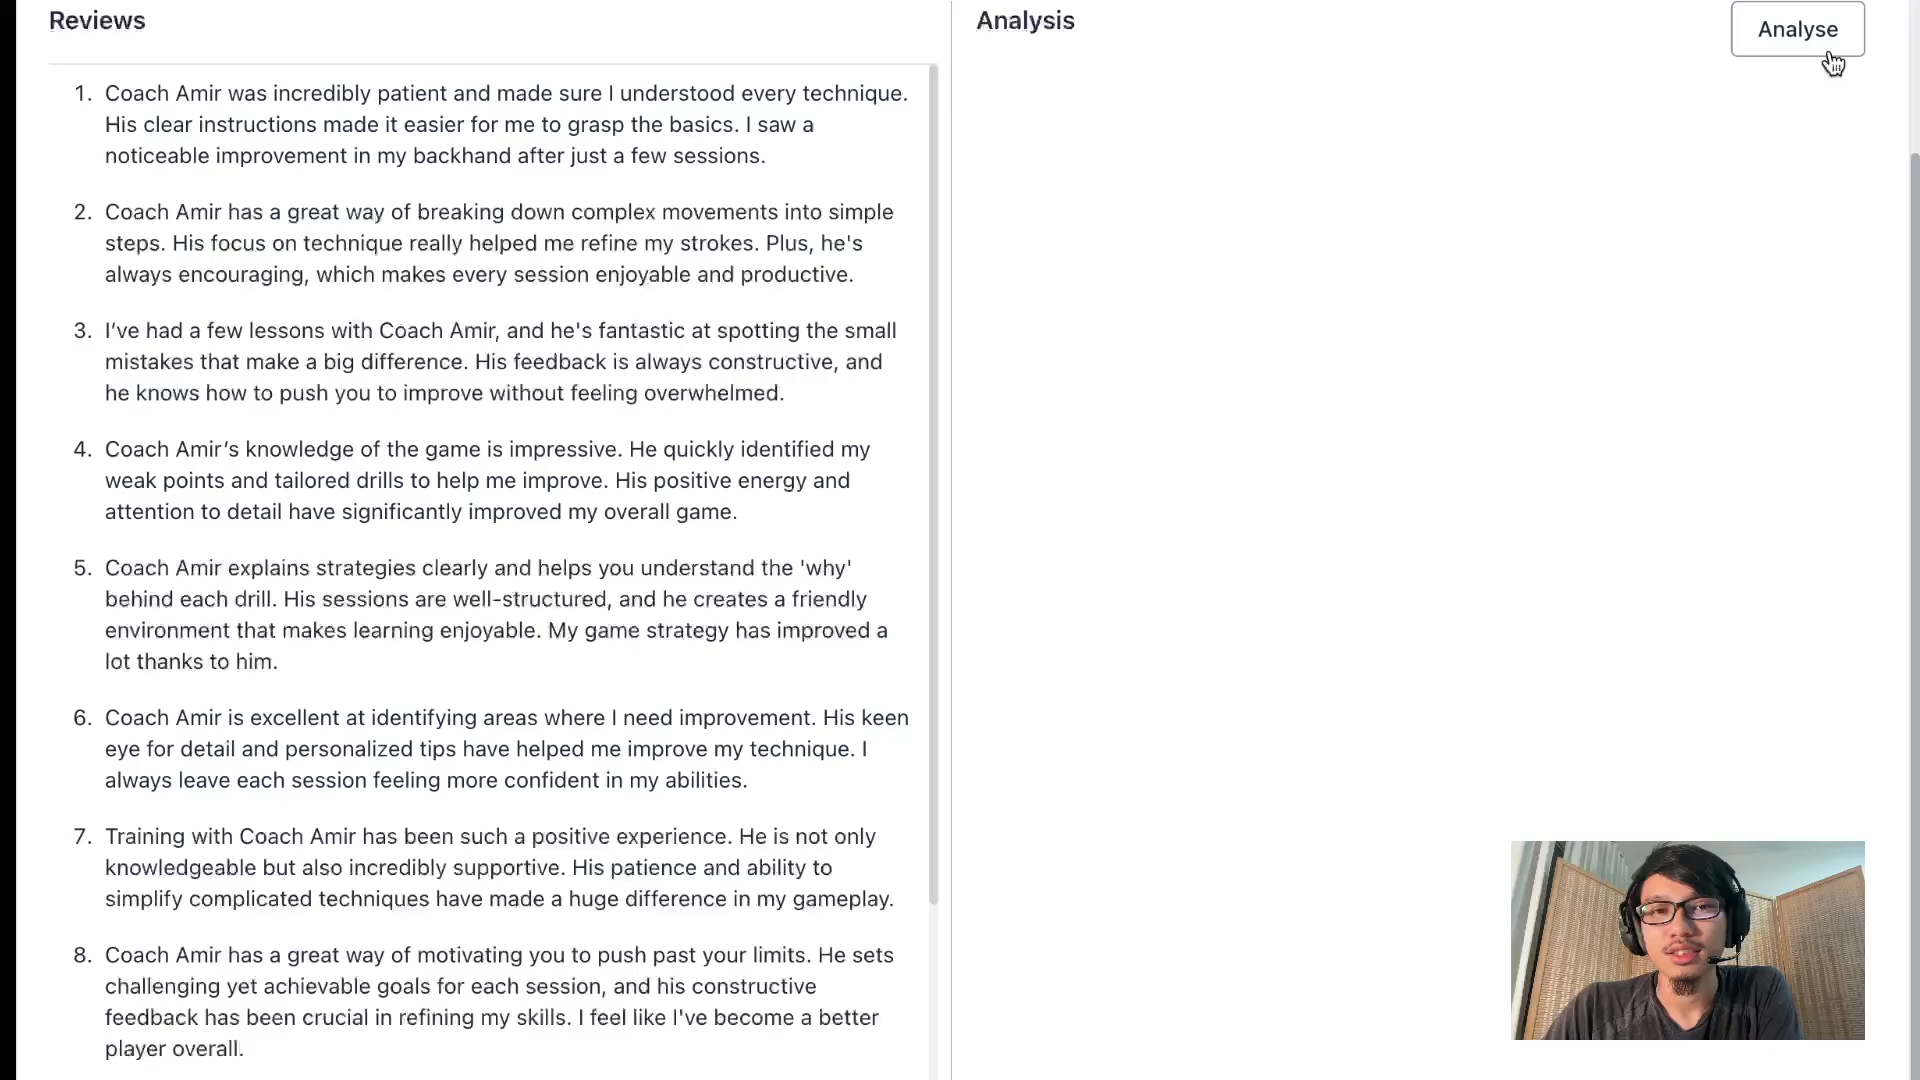 Reviews
Analysis
Analyse
1. Coach Amir was incredibly patient and made sure I understood every technique.
His clear instructions made it easier for me to grasp the basics. I saw a
noticeable improvement in my backhand after just a few sessions.
2. Coach Amir has a great way of breaking down complex movements into simple
steps. His focus on technique really helped me refine my strokes. Plus, he's
always encouraging, which makes every session enjoyable and productive.
3. I’ve had a few lessons with Coach Amir, and he's fantastic at spotting the small
mistakes that make a big difference. His feedback is always constructive, and
he knows how to push you to improve without feeling overwhelmed.
4. Coach Amir’s knowledge of the game is impressive. He quickly identified my
weak points and tailored drills to help me improve. His positive energy and
attention to detail have significantly improved my overall game.
5. Coach Amir explains strategies clearly and helps you understand the 'why'
behind each drill. His sessions are well-structured, and he creates a friendly
environment that makes learning enjoyable. My game strategy has improved a
lot thanks to him.
6. Coach Amir is excellent at identifying areas where I need improvement. His keen
eye for detail and personalized tips have helped me improve my technique. I
always leave each session feeling more confident in my abilities.
7. Training with Coach Amir has been such a positive experience. He is not only
knowledgeable but also incredibly supportive. His patience and ability to
simplify complicated techniques have made a huge difference in my gameplay.
8. Coach Amir has a great way of motivating you to push past your limits. He sets
challenging yet achievable goals for each session, and his constructive
feedback has been crucial in refining my skills. I feel like I've become a better
player overall.